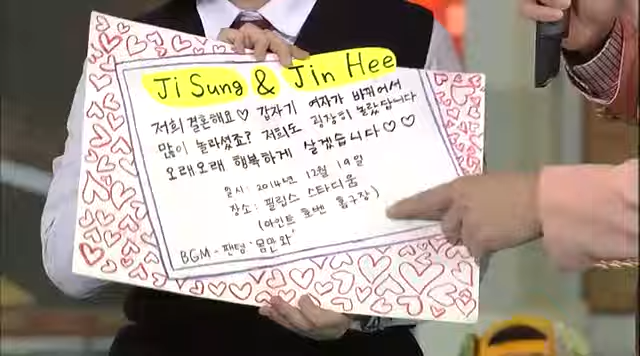 Ji Sung & Jin Hee
저희 결혼해요♡ 갑자기 여자가 바뀌어서
많이 놀라셨죠? 저희도 굉장히 놀랐답니다
오래오래 행복하게 살겠습니다♡♡
일시: 2014년 12월 19일
장소: 필립스 스타디움
(아인트호벤 홈구장)
BGM - 팬텀 - 몸만와'